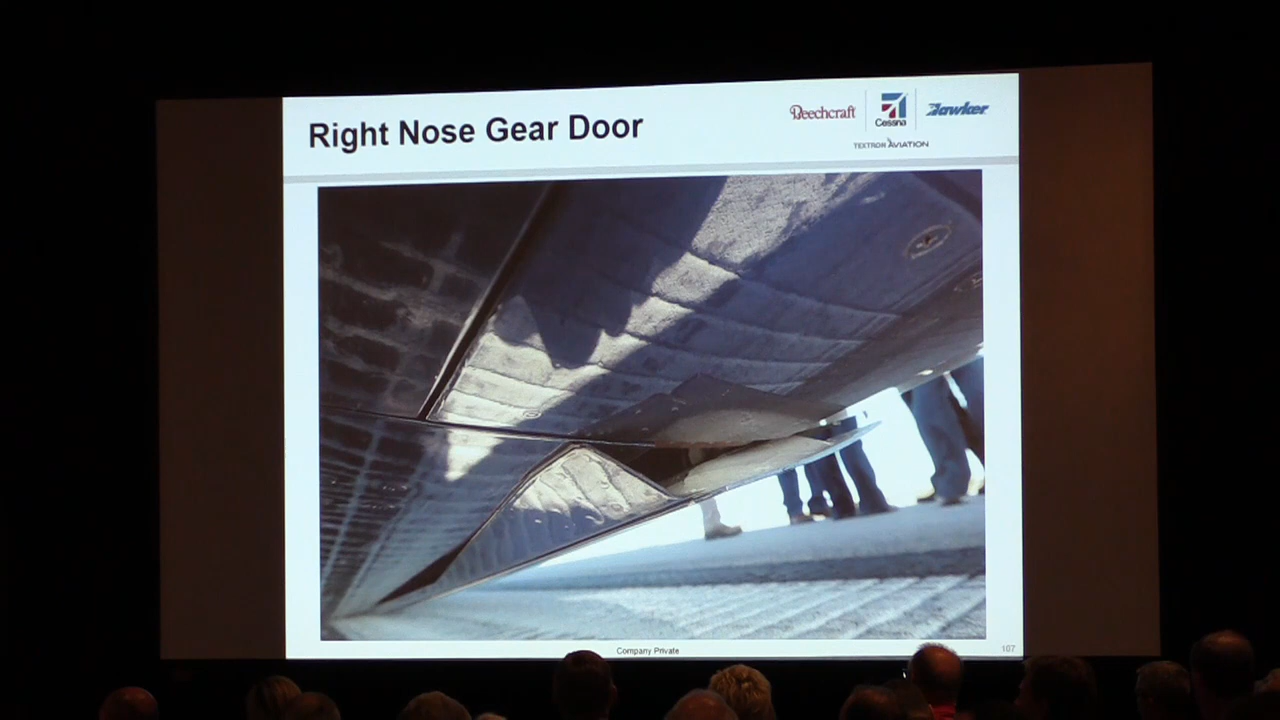 Right Nose Gear Door
Beechcraft
Cessna
Hawker
TEXTRON AVIATION
Company Private
107